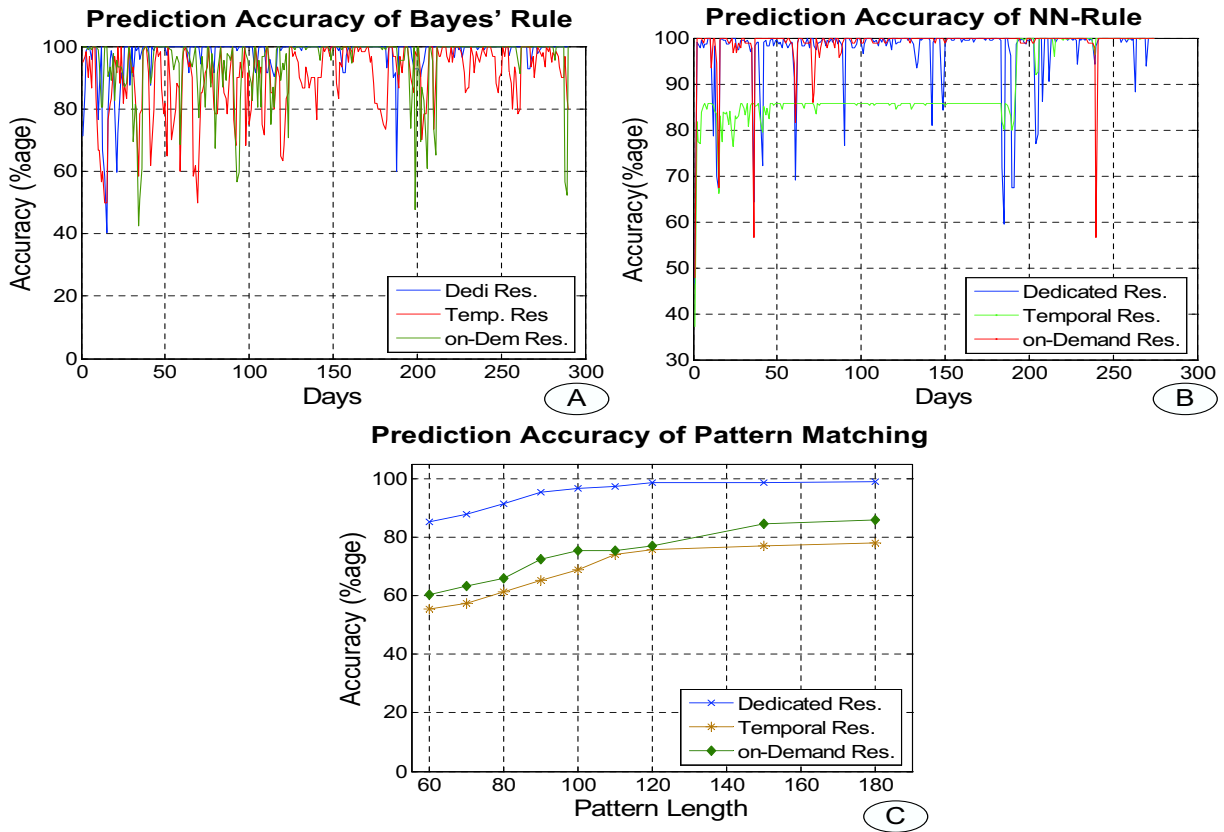 Prediction Accuracy of Bayes' Rule
100
80
60
40
20
0
Accuracy (%age)
0 50 100 150 200 250 300
Days
Dedi Res.
Temp. Res
on-Dem Res.
A
Prediction Accuracy of NN-Rule
100
90
80
70
60
50
40
30
Accuracy(%age)
0 50 100 150 200 250 300
Days
Dedicated Res.
Temporal Res.
on-Demand Res.
B
Prediction Accuracy of Pattern Matching
100
80
60
40
20
0
Accuracy (%age)
60 80 100 120 140 160 180
Pattern Length
Dedicated Res.
Temporal Res.
on-Demand Res.
C